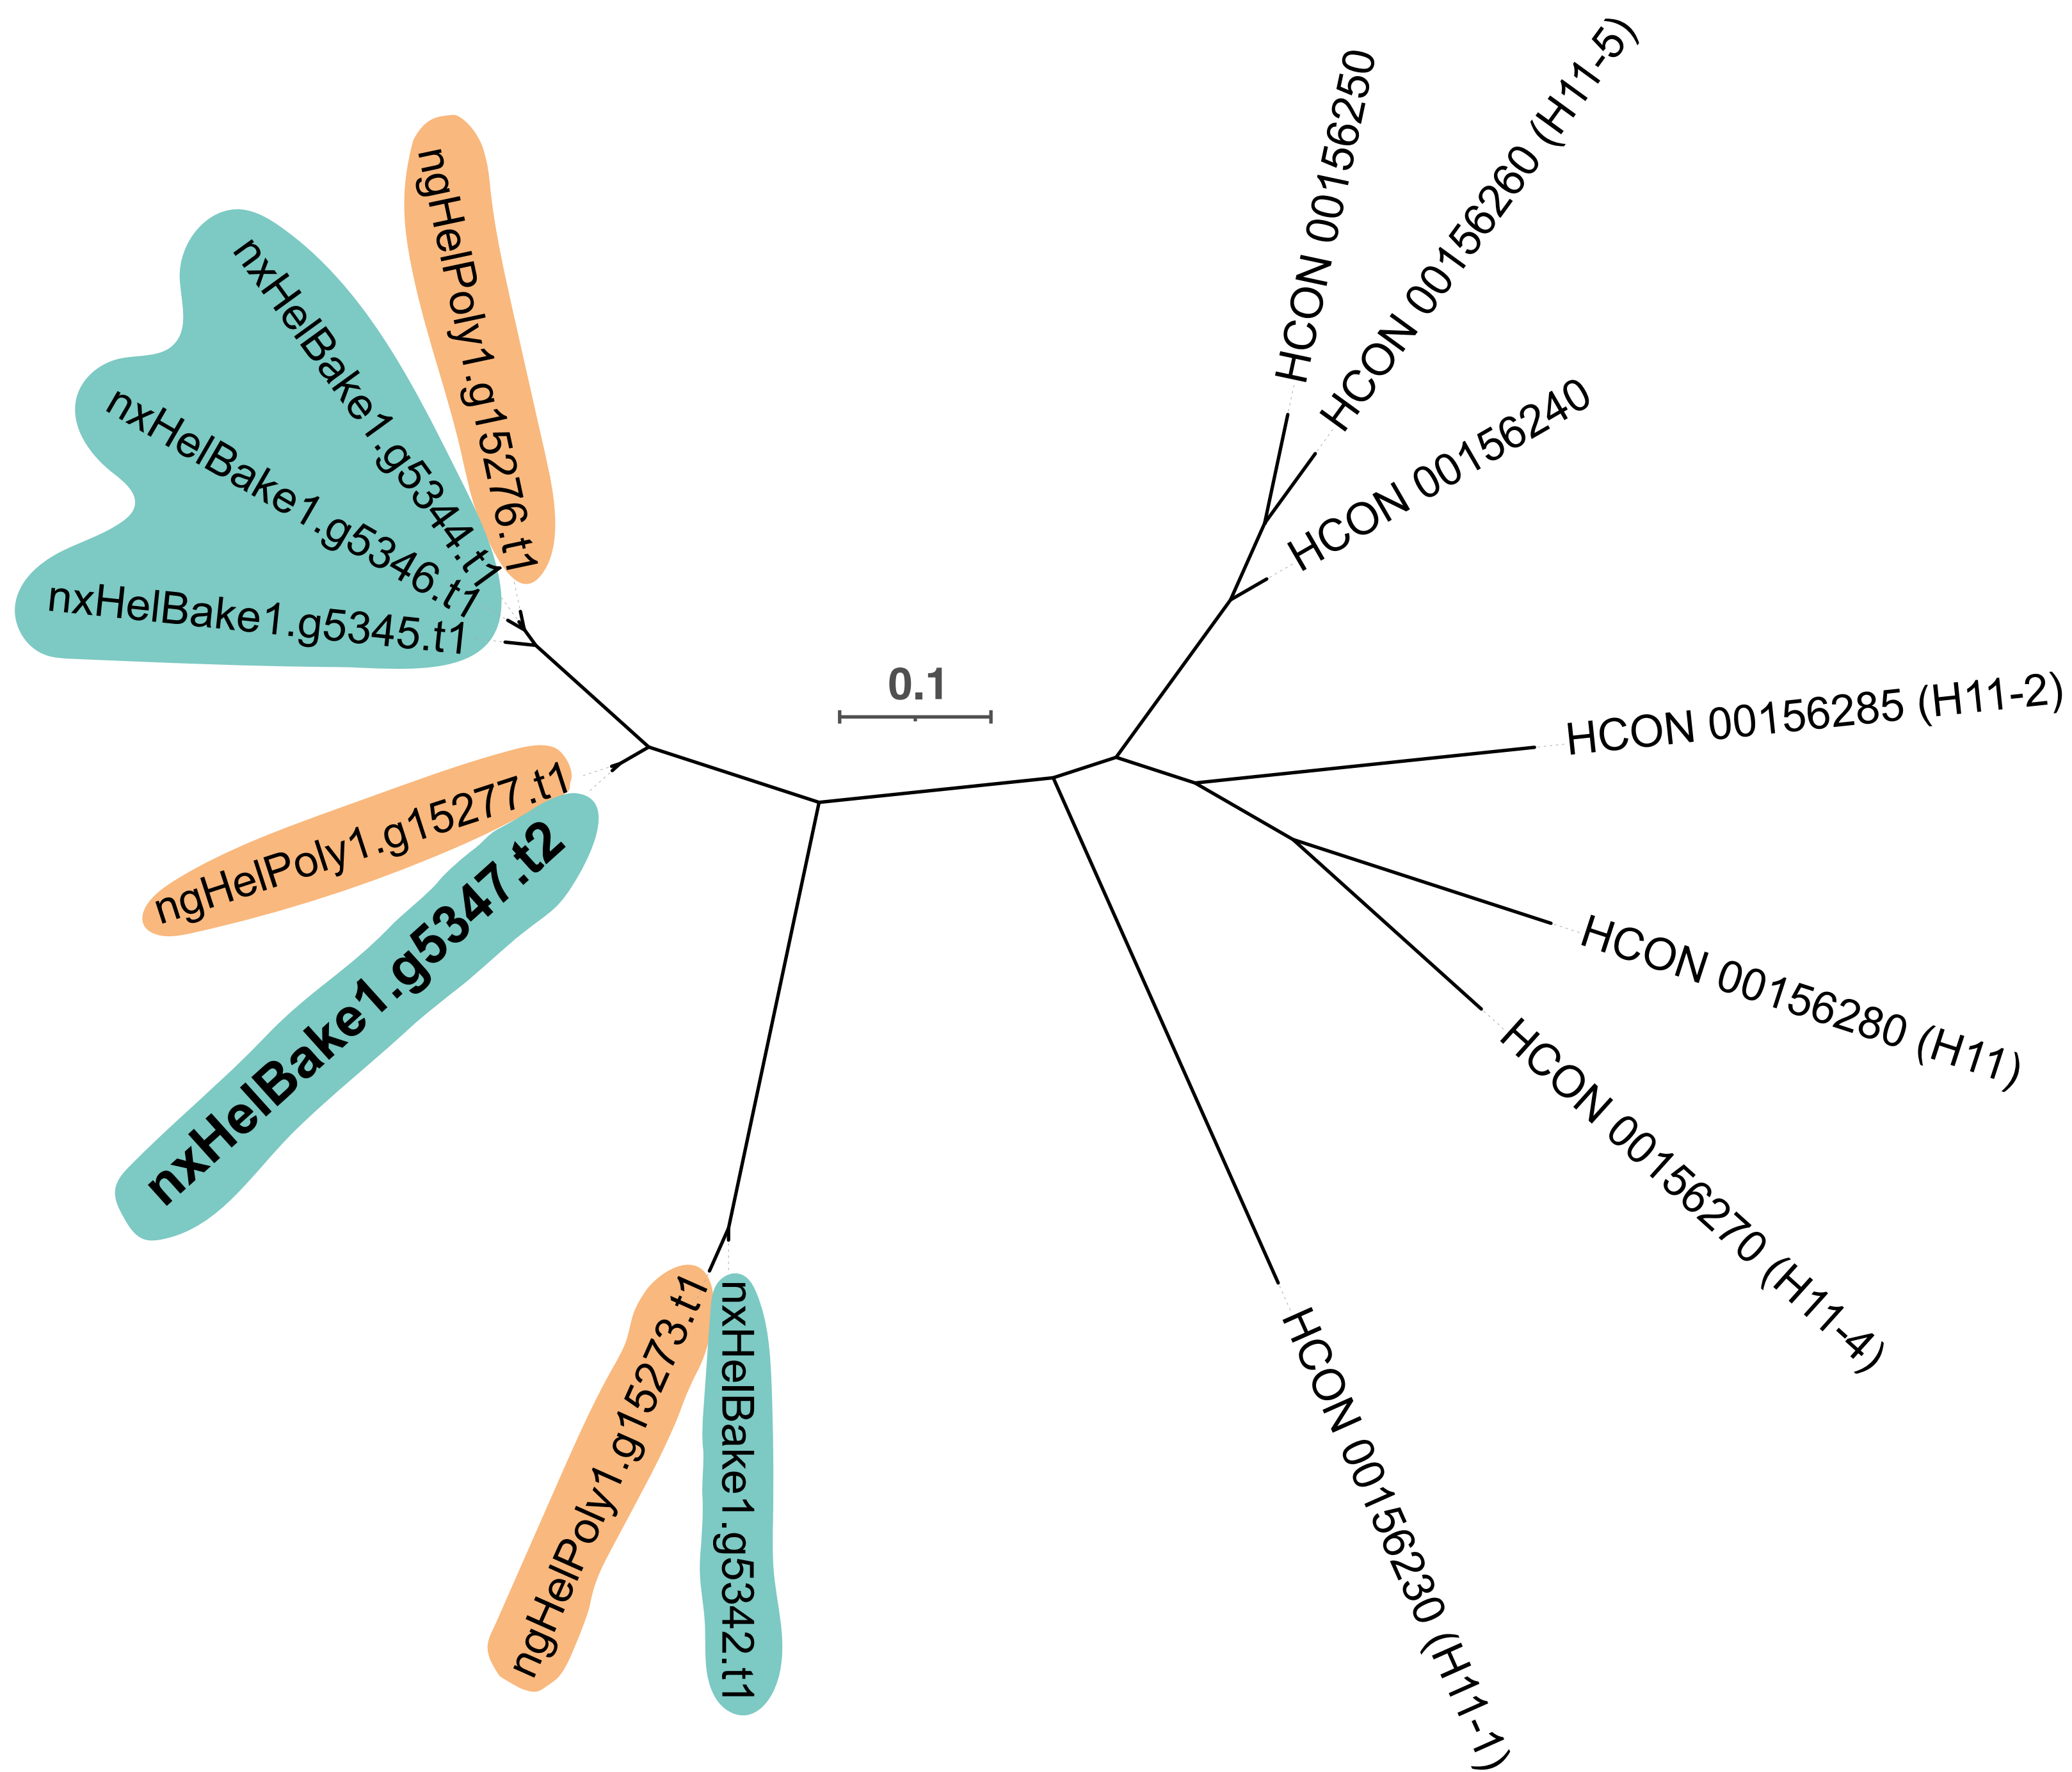 HCON 00156250
HCON 00156260 (H11-5)
HCON 00156240
ngHelPoly1.g15276.t1
nxHelBake1.g5344.t1
nxHelBake1.g5346.t1
nxHelBake1.g5345.t1
0.1
HCON 00156285 (H11-2)
ngHelPoly1.g15277.t1
nxHelBake1.g5347.t2
HCON 00156280 (H11)
HCON 00156270 (H11-4)
ngHelPoly1.g15273.t1
nxHelBake1.g5342.t1
HCON 00156230 (H11-1)